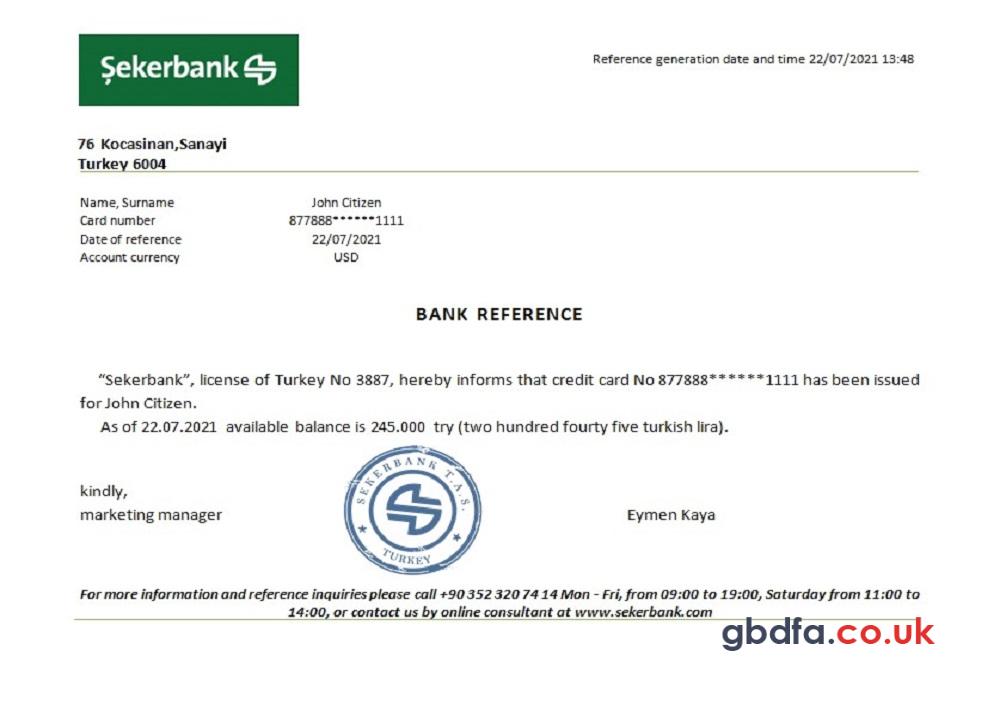 Şekerbank
Reference generation date and time 22/07/2021 13:48
76 Kocasinan,Sanayi
Turkey 6004
Name, Surname John Citizen
Card number 877888******1111
Date of reference 22/07/2021
Account currency USD
BANK REFERENCE
“Sekerbank”, license of Turkey No 3887, hereby informs that credit card No 877888******1111 has been issued
for John Citizen.
As of 22.07.2021 available balance is 245.000 try (two hundred fourty five turkish lira).
SEKERBANK T.A.S.
TURKEY
kindly,
marketing manager Eymen Kaya
For more information and reference inquiries please call +90 352 320 74 14 Mon - Fri, from 09:00 to 19:00, Saturday from 11:00 to
14:00, or contact us by online consultant at www.sekerbank.com
gbdfa.co.uk